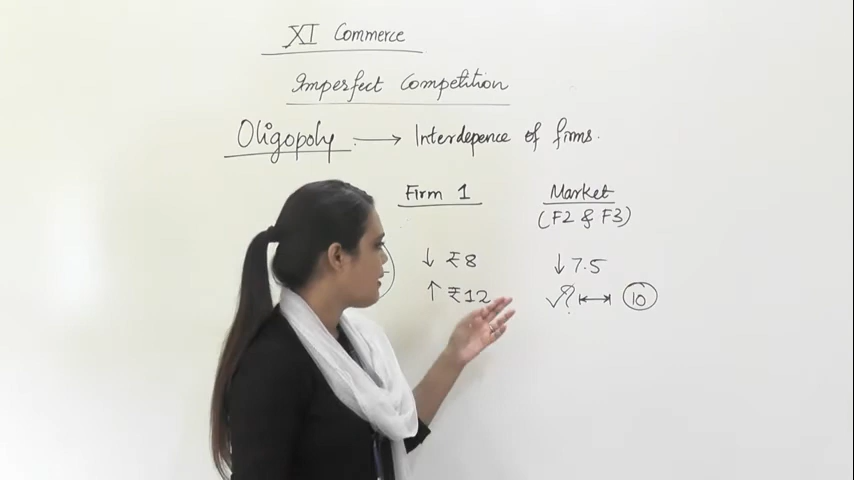 XI Commerce
Imperfect Competition
Oligopoly → Interdepence of firms.
Firm 1 Market
(F2 & F3)
↓ ₹8 ↓ 7.5
↑ ₹12 ✓? ↔ 10